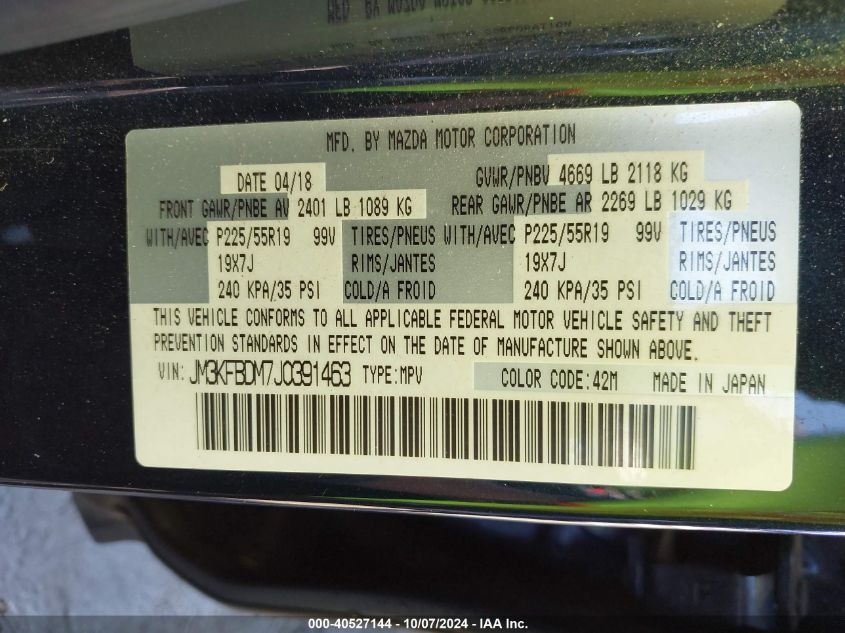 MFD. BY MAZDA MOTOR CORPORATION
DATE 04/18 GVWR/PNBV 4669 LB 2118 KG
FRONT GAWR/PNBE AV 2401 LB 1089 KG REAR GAWR/PNBE AR 2269 LB 1029 KG
WITH/AVEC P225/55R19 99V TIRES/PNEUS WITH/AVEC P225/55R19 99V TIRES/PNEUS
19X7J RIMS/JANTES 19X7J RIMS/JANTES
240 KPA/35 PSI COLD/A FROID 240 KPA/35 PSI COLD/A FROID
THIS VEHICLE CONFORMS TO ALL APPLICABLE FEDERAL MOTOR VEHICLE SAFETY AND THEFT
PREVENTION STANDARDS IN EFFECT ON THE DATE OF MANUFACTURE SHOWN ABOVE.
VIN: JM3KFBDM7J0391463 TYPE:MPV COLOR CODE:42M MADE IN JAPAN
000-40527144 - 10/07/2024 - IAA Inc.